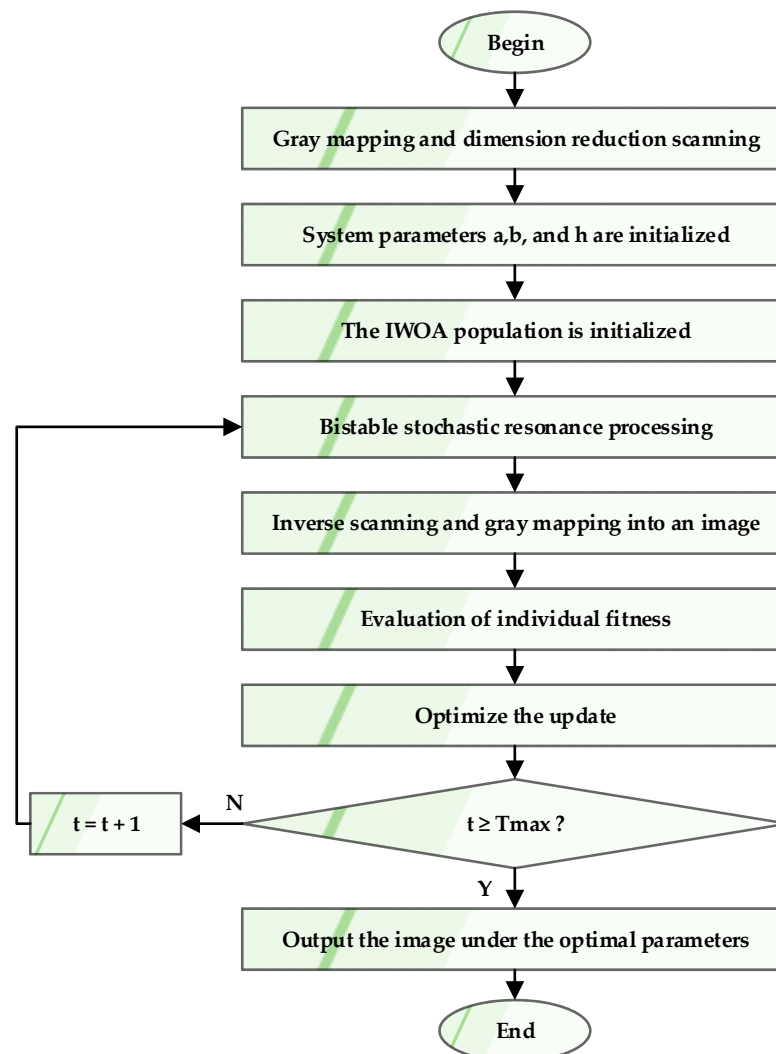 Begin
Gray mapping and dimension reduction scanning
System parameters a,b, and h are initialized
The IWOA population is initialized
Bistable stochastic resonance processing
Inverse scanning and gray mapping into an image
Evaluation of individual fitness
Optimize the update
N
t = t + 1
t ≥ Tmax ?
Y
Output the image under the optimal parameters
End